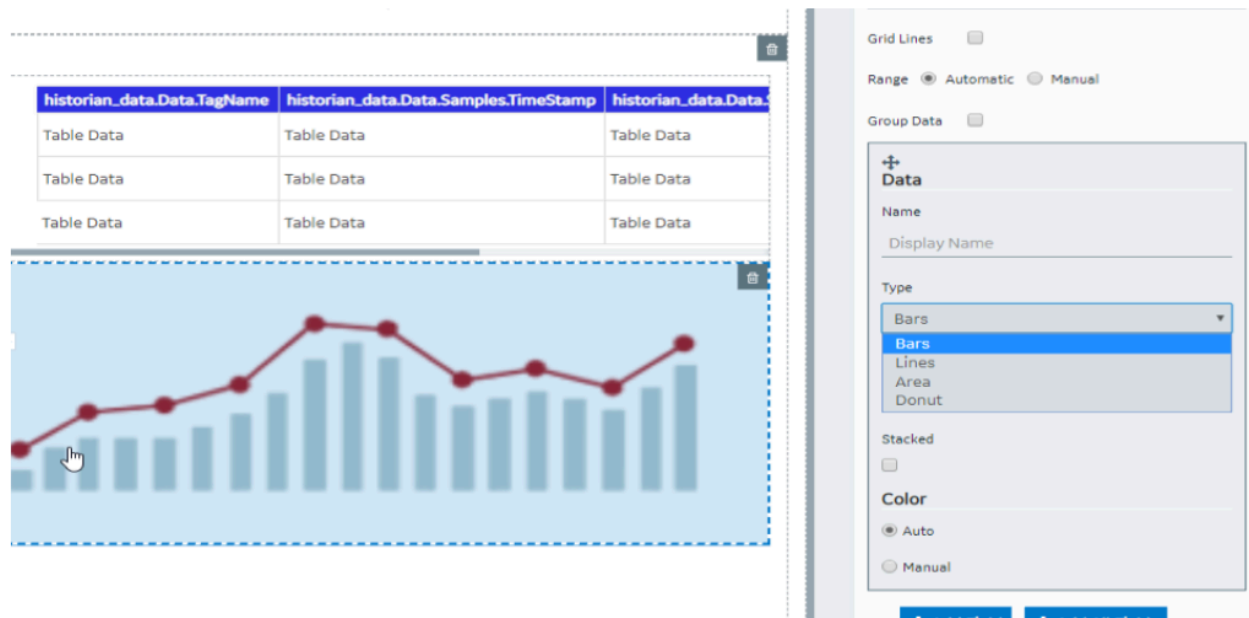 historian_data.Data.TagName historian_data.Data.Samples.TimeStamp historian_data.Data.
Table Data Table Data Table Data
Table Data Table Data Table Data
Table Data Table Data Table Data
Grid Lines
Range Automatic Manual
Group Data
Data
Name
Display Name
Type
Bars
Bars
Lines
Area
Donut
Stacked
Color
Auto
Manual